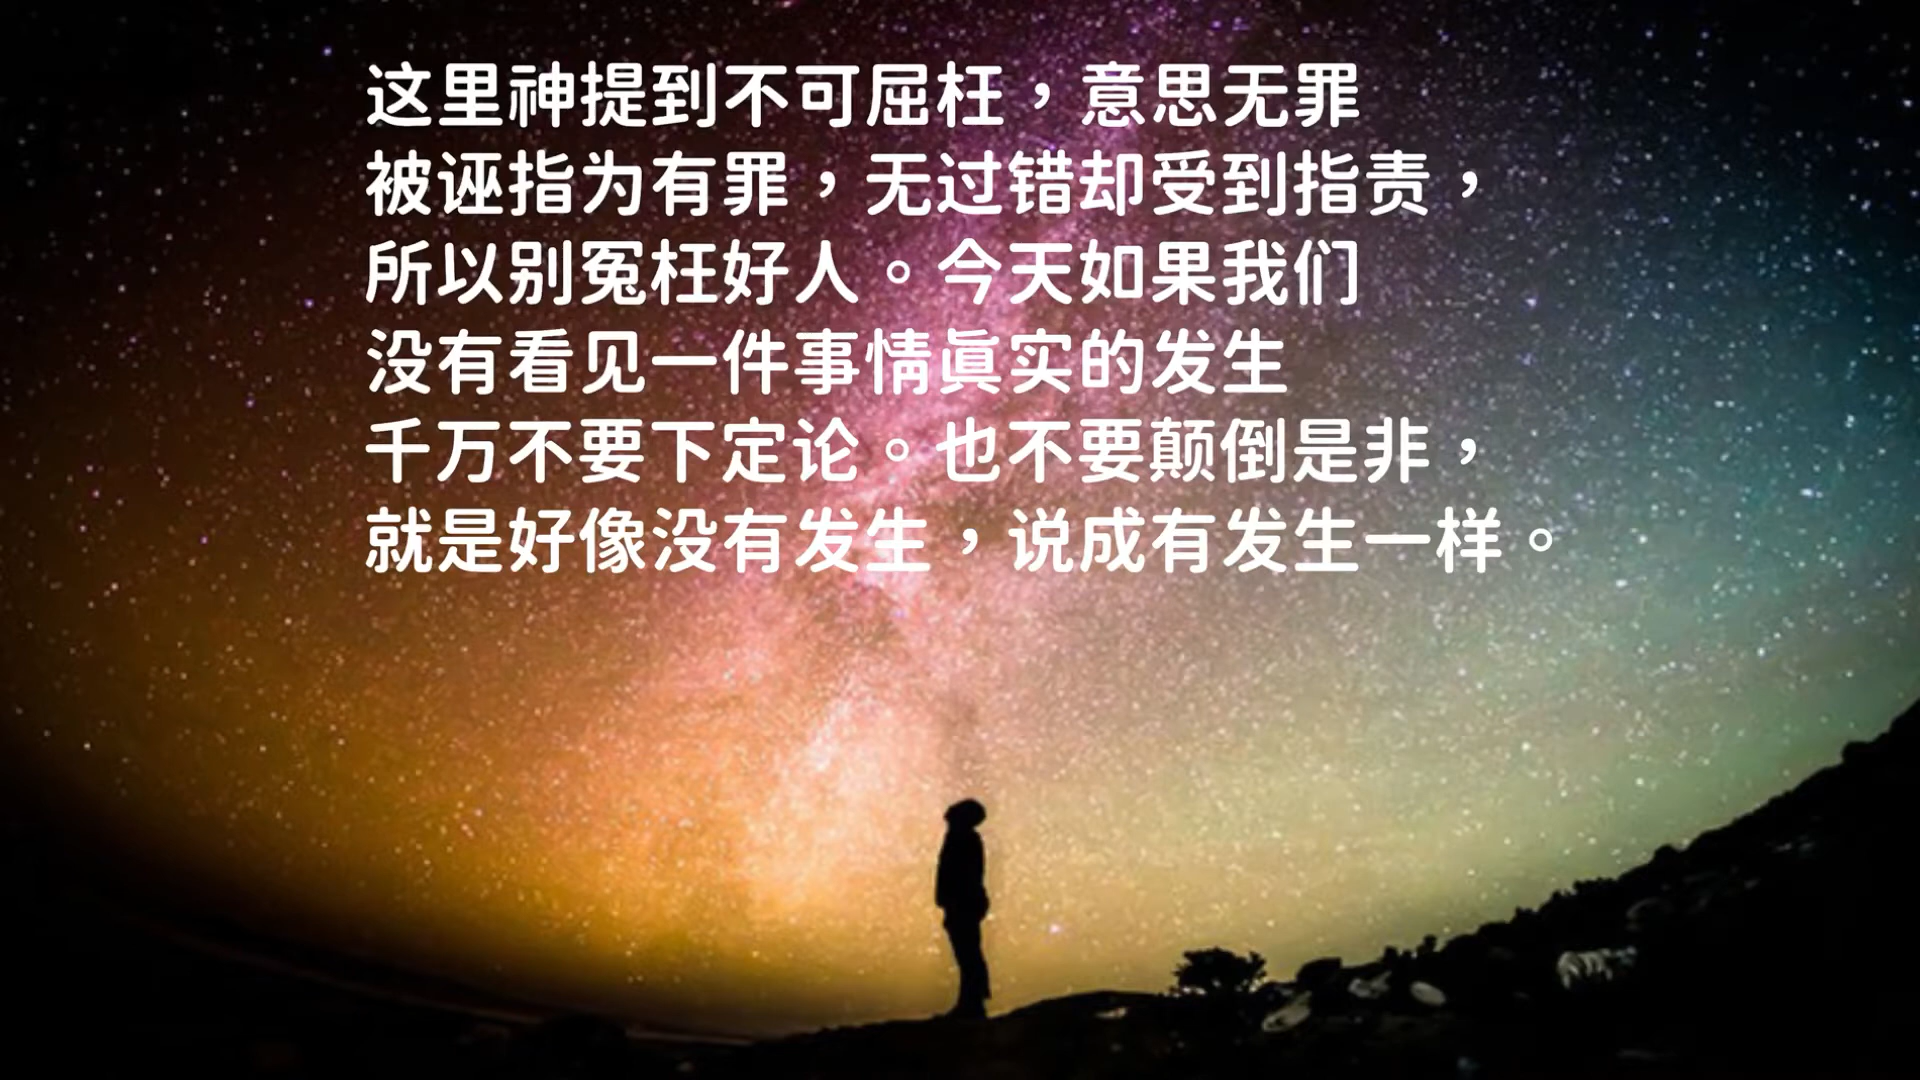 这里神提到不可屈枉，意思无罪
被诬指为有罪，无过错却受到指责，
所以别冤枉好人。今天如果我们
没有看见一件事情眞实的发生
千万不要下定论。也不要颠倒是非，
就是好像没有发生，说成有发生一样。